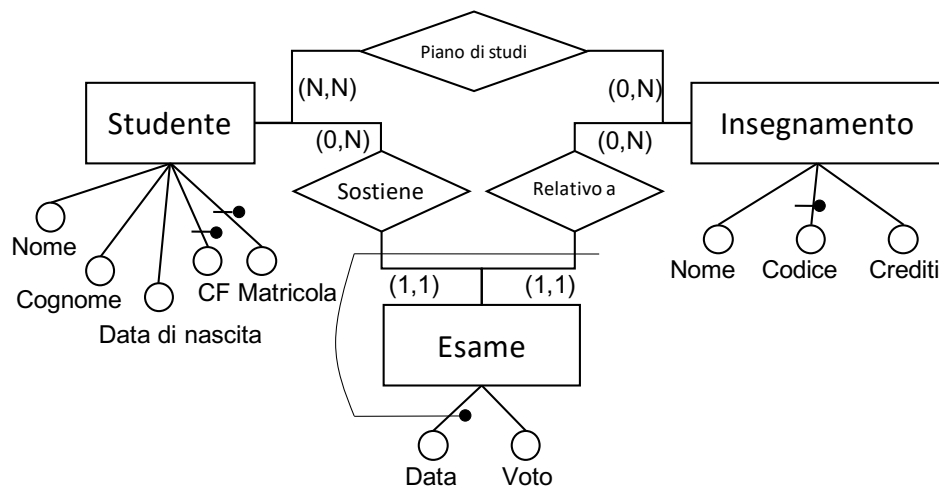 Piano di studi
(N,N)
(0,N)
Studente
Insegnamento
(0,N)
(0,N)
Sostiene
Relativo a
Nome
Cognome
Data di nascita
CF Matricola
Nome
Codice
Crediti
(1,1)
(1,1)
Esame
Data
Voto